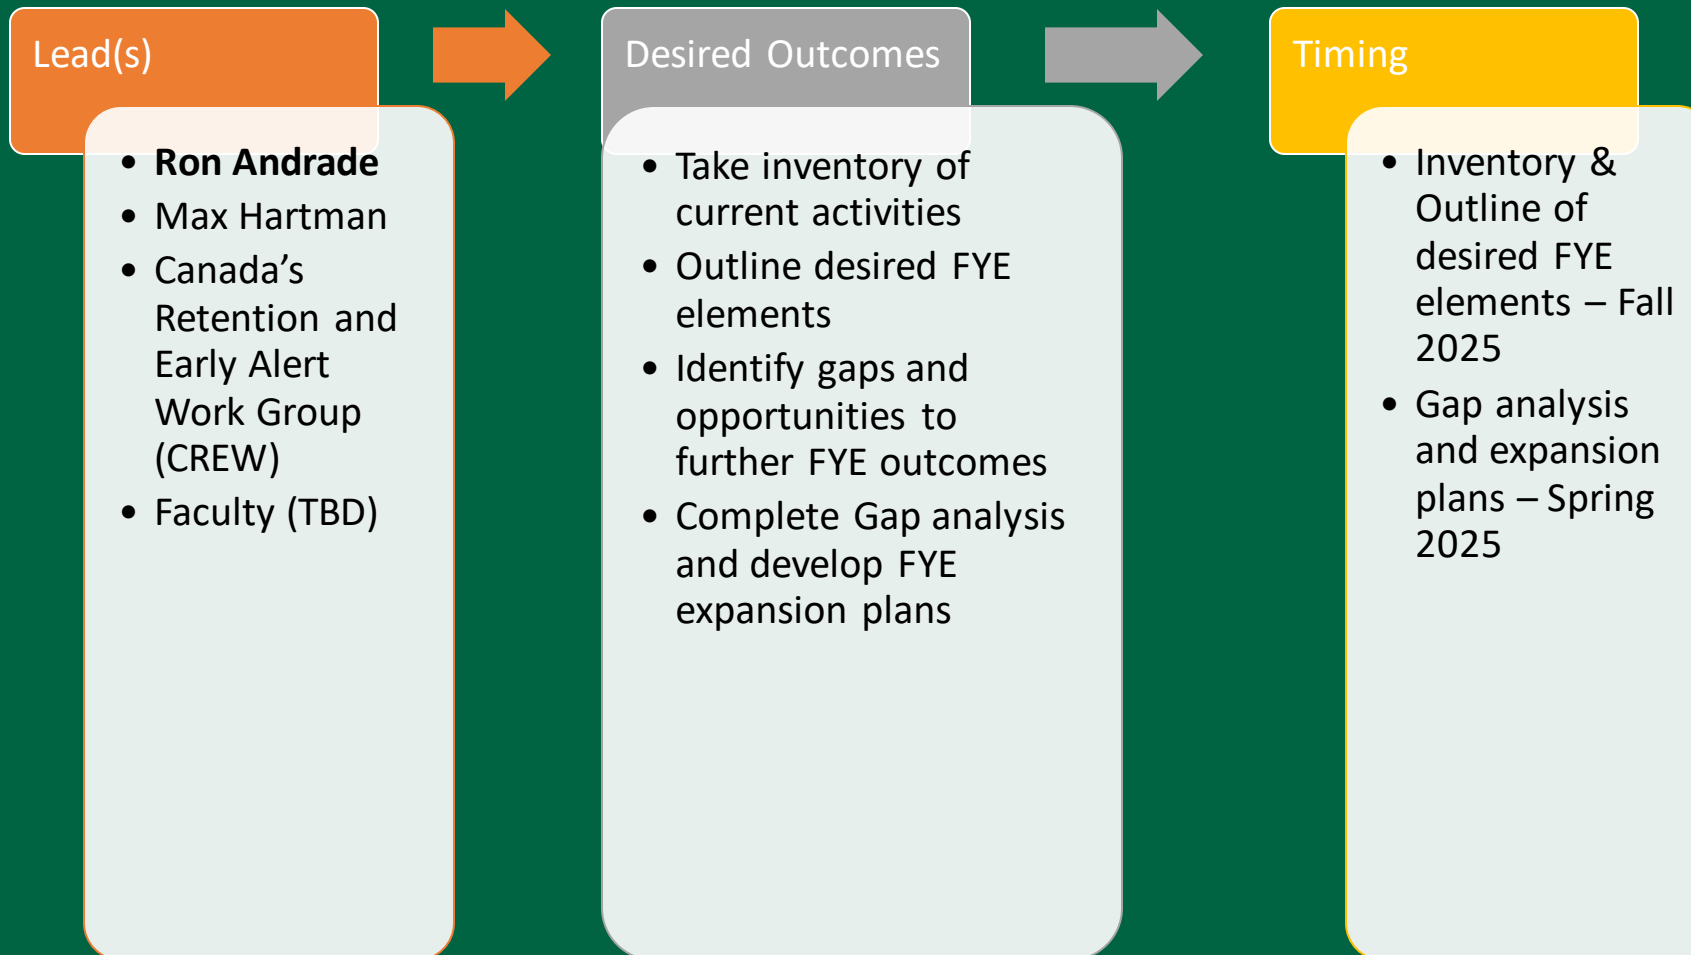 Lead(s)
• Ron Andrade
• Max Hartman
• Canada’s
Retention and
Early Alert
Work Group
(CREW)
• Faculty (TBD)
Desired Outcomes
• Take inventory of
current activities
• Outline desired FYE
elements
• Identify gaps and
opportunities to
further FYE outcomes
• Complete Gap analysis
and develop FYE
expansion plans
Timing
• Inventory &
Outline of
desired FYE
elements – Fall
2025
• Gap analysis
and expansion
plans – Spring
2025